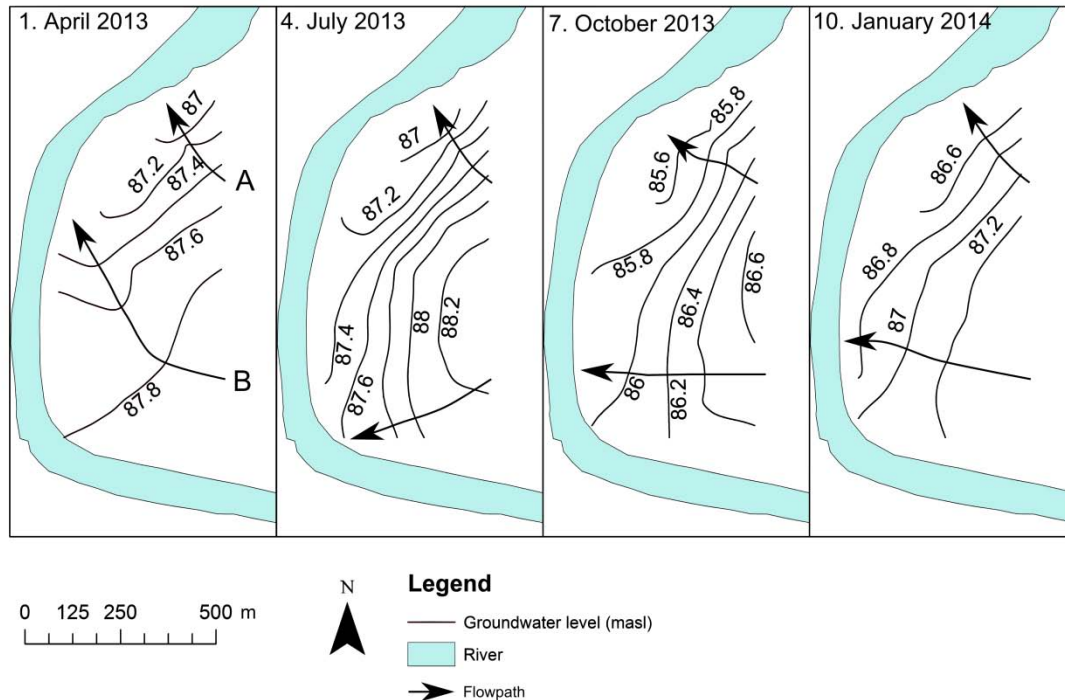 1. April 2013
4. July 2013
7. October 2013
10. January 2014
87
87.2
87.4
A
87.6
B
87.8
87
87.2
87.4
87.6
88
88.2
85.8
85.6
85.8
86.6
86.4
86
86.2
86.6
86.8
87.2
87
0 125 250 500 m
N
Legend
Groundwater level (masl)
River
Flowpath